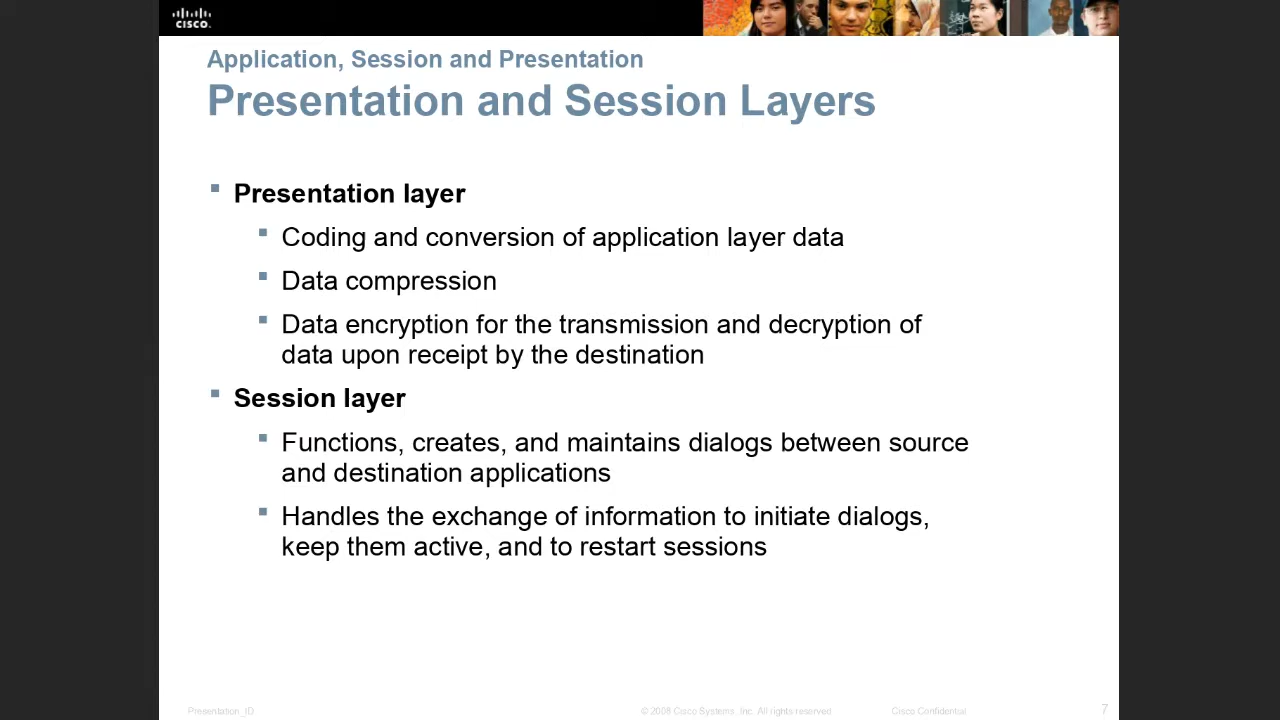 CISCO.
Application, Session and Presentation
Presentation and Session Layers
Presentation layer
Coding and conversion of application layer data
Data compression
Data encryption for the transmission and decryption of
data upon receipt by the destination
Session layer
Functions, creates, and maintains dialogs between source
and destination applications
Handles the exchange of information to initiate dialogs,
keep them active, and to restart sessions
Presentation_ID © 2008 Cisco Systems, Inc. All rights reserved Cisco Confidential 7